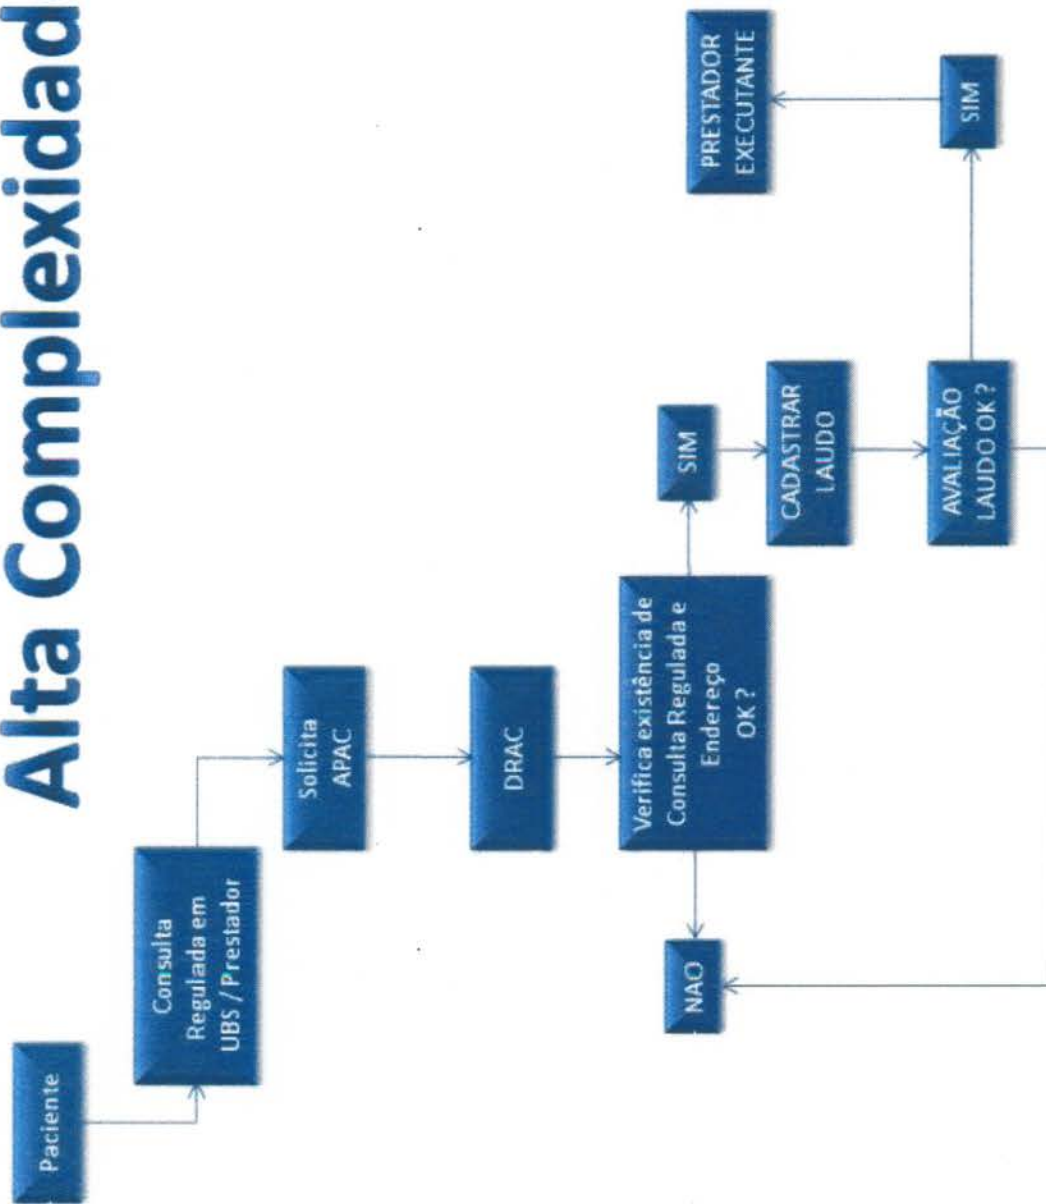 Alta Complexidad
Paciente
Consulta
Regulada em
UBS / Prestador
Solicita
APAC
DRAC
Verifica existência de
Consulta Regulada e
Endereço
OK ?
NAO
SIM
CADASTRAR
LAUDO
AVALIAÇÃO
LAUDO OK ?
SIM
PRESTADOR
EXECUTANTE